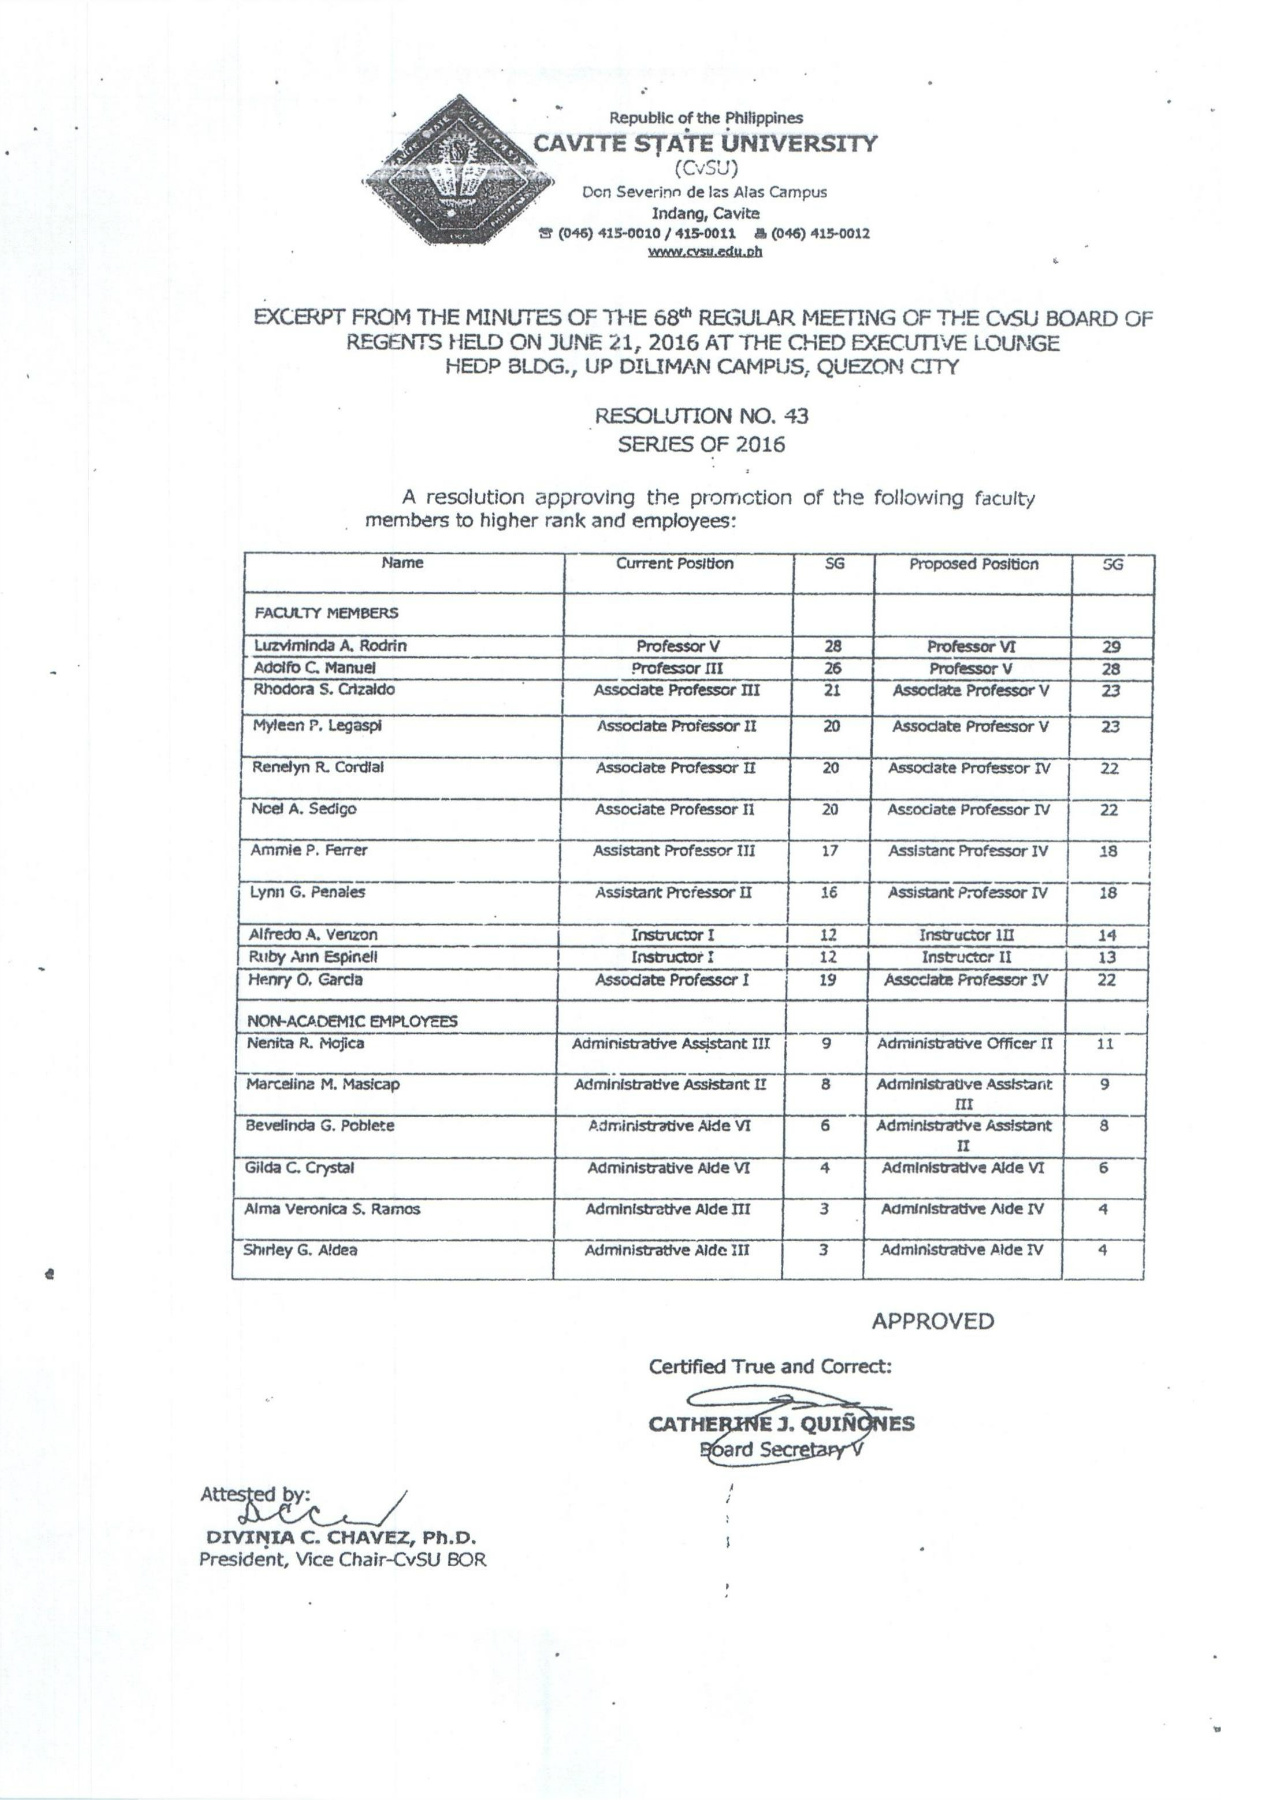 Republic of the Philippines
CAVITE STATE UNIVERSITY
(CvSU)
Don Severino de las Alas Campus
Indang, Cavite
☎ (046) 415-0010 / 415-0011 🖷 (046) 415-0012
www.cvsu.edu.ph
EXCERPT FROM THE MINUTES OF THE 68th REGULAR MEETING OF THE CvSU BOARD OF
REGENTS HELD ON JUNE 21, 2016 AT THE CHED EXECUTIVE LOUNGE
HEDP BLDG., UP DILIMAN CAMPUS, QUEZON CITY
RESOLUTION NO. 43
SERIES OF 2016
A resolution approving the promotion of the following faculty
members to higher rank and employees:
Name Current Position SG Proposed Position SG
FACULTY MEMBERS
Luzviminda A. Rodrin Professor V 28 Professor VI 29
Adolfo C. Manuel Professor III 26 Professor V 28
Rhodora S. Crizaldo Associate Professor III 21 Associate Professor V 23
Myleen P. Legaspi Associate Professor II 20 Associate Professor V 23
Renelyn R. Cordial Associate Professor II 20 Associate Professor IV 22
Noel A. Sedigo Associate Professor II 20 Associate Professor IV 22
Ammie P. Ferrer Assistant Professor III 17 Assistant Professor IV 18
Lynn G. Penales Assistant Professor II 16 Assistant Professor IV 18
Alfredo A. Venzon Instructor I 12 Instructor III 14
Ruby Ann Espineli Instructor I 12 Instructor II 13
Henry O. Garcia Associate Professor I 19 Associate Professor IV 22
NON-ACADEMIC EMPLOYEES
Nenita R. Mojica Administrative Assistant III 9 Administrative Officer II 11
Marcelina M. Masicap Administrative Assistant II 8 Administrative Assistant 9
III
Bevelinda G. Poblete Administrative Aide VI 6 Administrative Assistant 8
II
Gilda C. Crystal Administrative Aide VI 4 Administrative Aide VI 6
Alma Veronica S. Ramos Administrative Aide III 3 Administrative Aide IV 4
Shirley G. Aldea Administrative Aide III 3 Administrative Aide IV 4
APPROVED
Certified True and Correct:
CATHERINE J. QUIÑONES
Board Secretary V
Attested by:
DIVINIA C. CHAVEZ, Ph.D.
President, Vice Chair-CvSU BOR